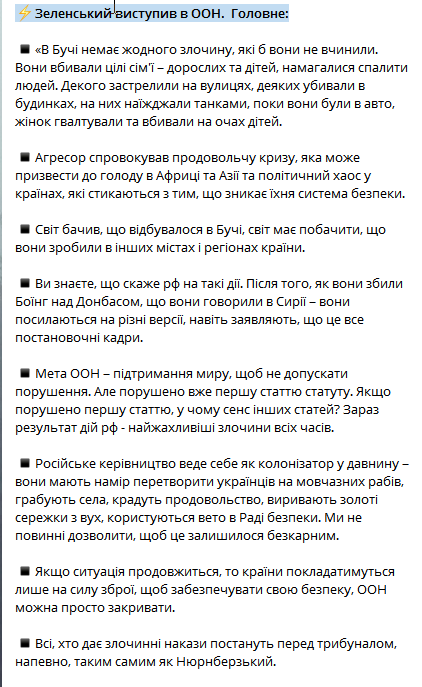 ⚡️Зеленський виступив в ООН. Головне:
◾️ «В Бучі немає жодного злочину, які б вони не вчинили.
Вони вбивали цілі сім'ї – дорослих та дітей, намагалися спалити
людей. Декого застрелили на вулицях, деяких убивали в
будинках, на них наїжджали танками, поки вони були в авто,
жінок гвалтували та вбивали на очах дітей.
◾️ Агресор спровокував продовольчу кризу, яка може
призвести до голоду в Африці та Азії та політичний хаос у
країнах, які стикаються з тим, що зникає їхня система безпеки.
◾️ Світ бачив, що відбувалося в Бучі, світ має побачити, що
вони зробили в інших містах і регіонах країни.
◾️ Ви знаєте, що скаже рф на такі дії. Після того, як вони збили
Боїнг над Донбасом, що вони говорили в Сирії – вони
посилаються на різні версії, навіть заявляють, що це все
постановочні кадри.
◾️ Мета ООН – підтримання миру, щоб не допускати
порушення. Але порушено вже першу статтю статуту. Якщо
порушено першу статтю, у чому сенс інших статей? Зараз
результат дій рф - найжахливіші злочини всіх часів.
◾️ Російське керівництво веде себе як колонізатор у давнину –
вони мають намір перетворити українців на мовчазних рабів,
грабують села, крадуть продовольство, виривають золоті
сережки з вух, користуються вето в Раді безпеки. Ми не
повинні дозволити, щоб це залишилося безкарним.
◾️ Якщо ситуація продовжиться, то країни покладатимуться
лише на силу зброї, щоб забезпечувати свою безпеку, ООН
можна просто закривати.
◾️ Всі, хто дає злочинні накази постануть перед трибуналом,
напевно, таким самим як Нюрнберзький.